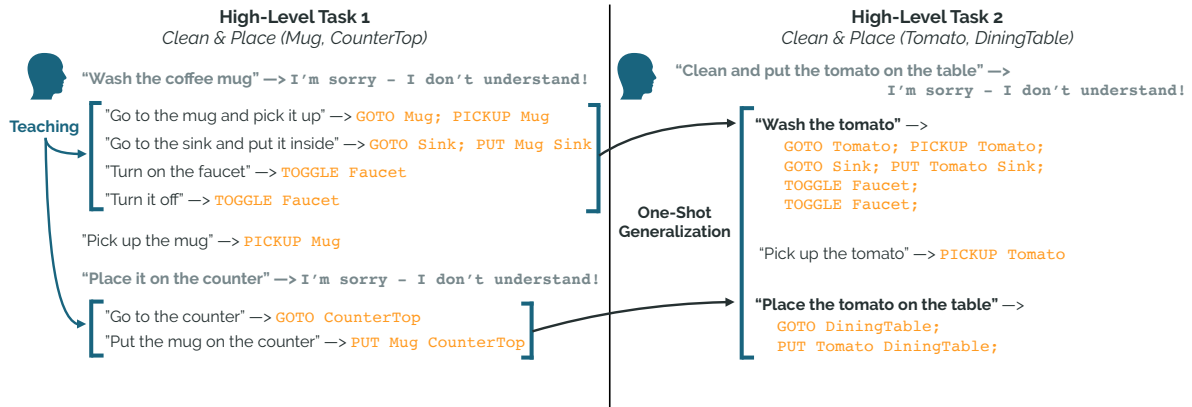 High-Level Task 1
Clean & Place (Mug, CounterTop)
“Wash the coffee mug” —> I'm sorry – I don't understand!
Teaching
"Go to the mug and pick it up” —> GOTO Mug; PICKUP Mug
"Go to the sink and put it inside” —> GOTO Sink; PUT Mug Sink
"Turn on the faucet” —> TOGGLE Faucet
"Turn it off” —> TOGGLE Faucet
"Pick up the mug” —> PICKUP Mug
“Place it on the counter” —> I'm sorry – I don't understand!
"Go to the counter” —> GOTO CounterTop
"Put the mug on the counter” —> PUT Mug CounterTop
One-Shot
Generalization
High-Level Task 2
Clean & Place (Tomato, DiningTable)
“Clean and put the tomato on the table” —>
I'm sorry – I don't understand!
“Wash the tomato” —>
GOTO Tomato; PICKUP Tomato;
GOTO Sink; PUT Tomato Sink;
TOGGLE Faucet;
TOGGLE Faucet;
“Pick up the tomato” —> PICKUP Tomato
“Place the tomato on the table” —>
GOTO DiningTable;
PUT Tomato DiningTable;